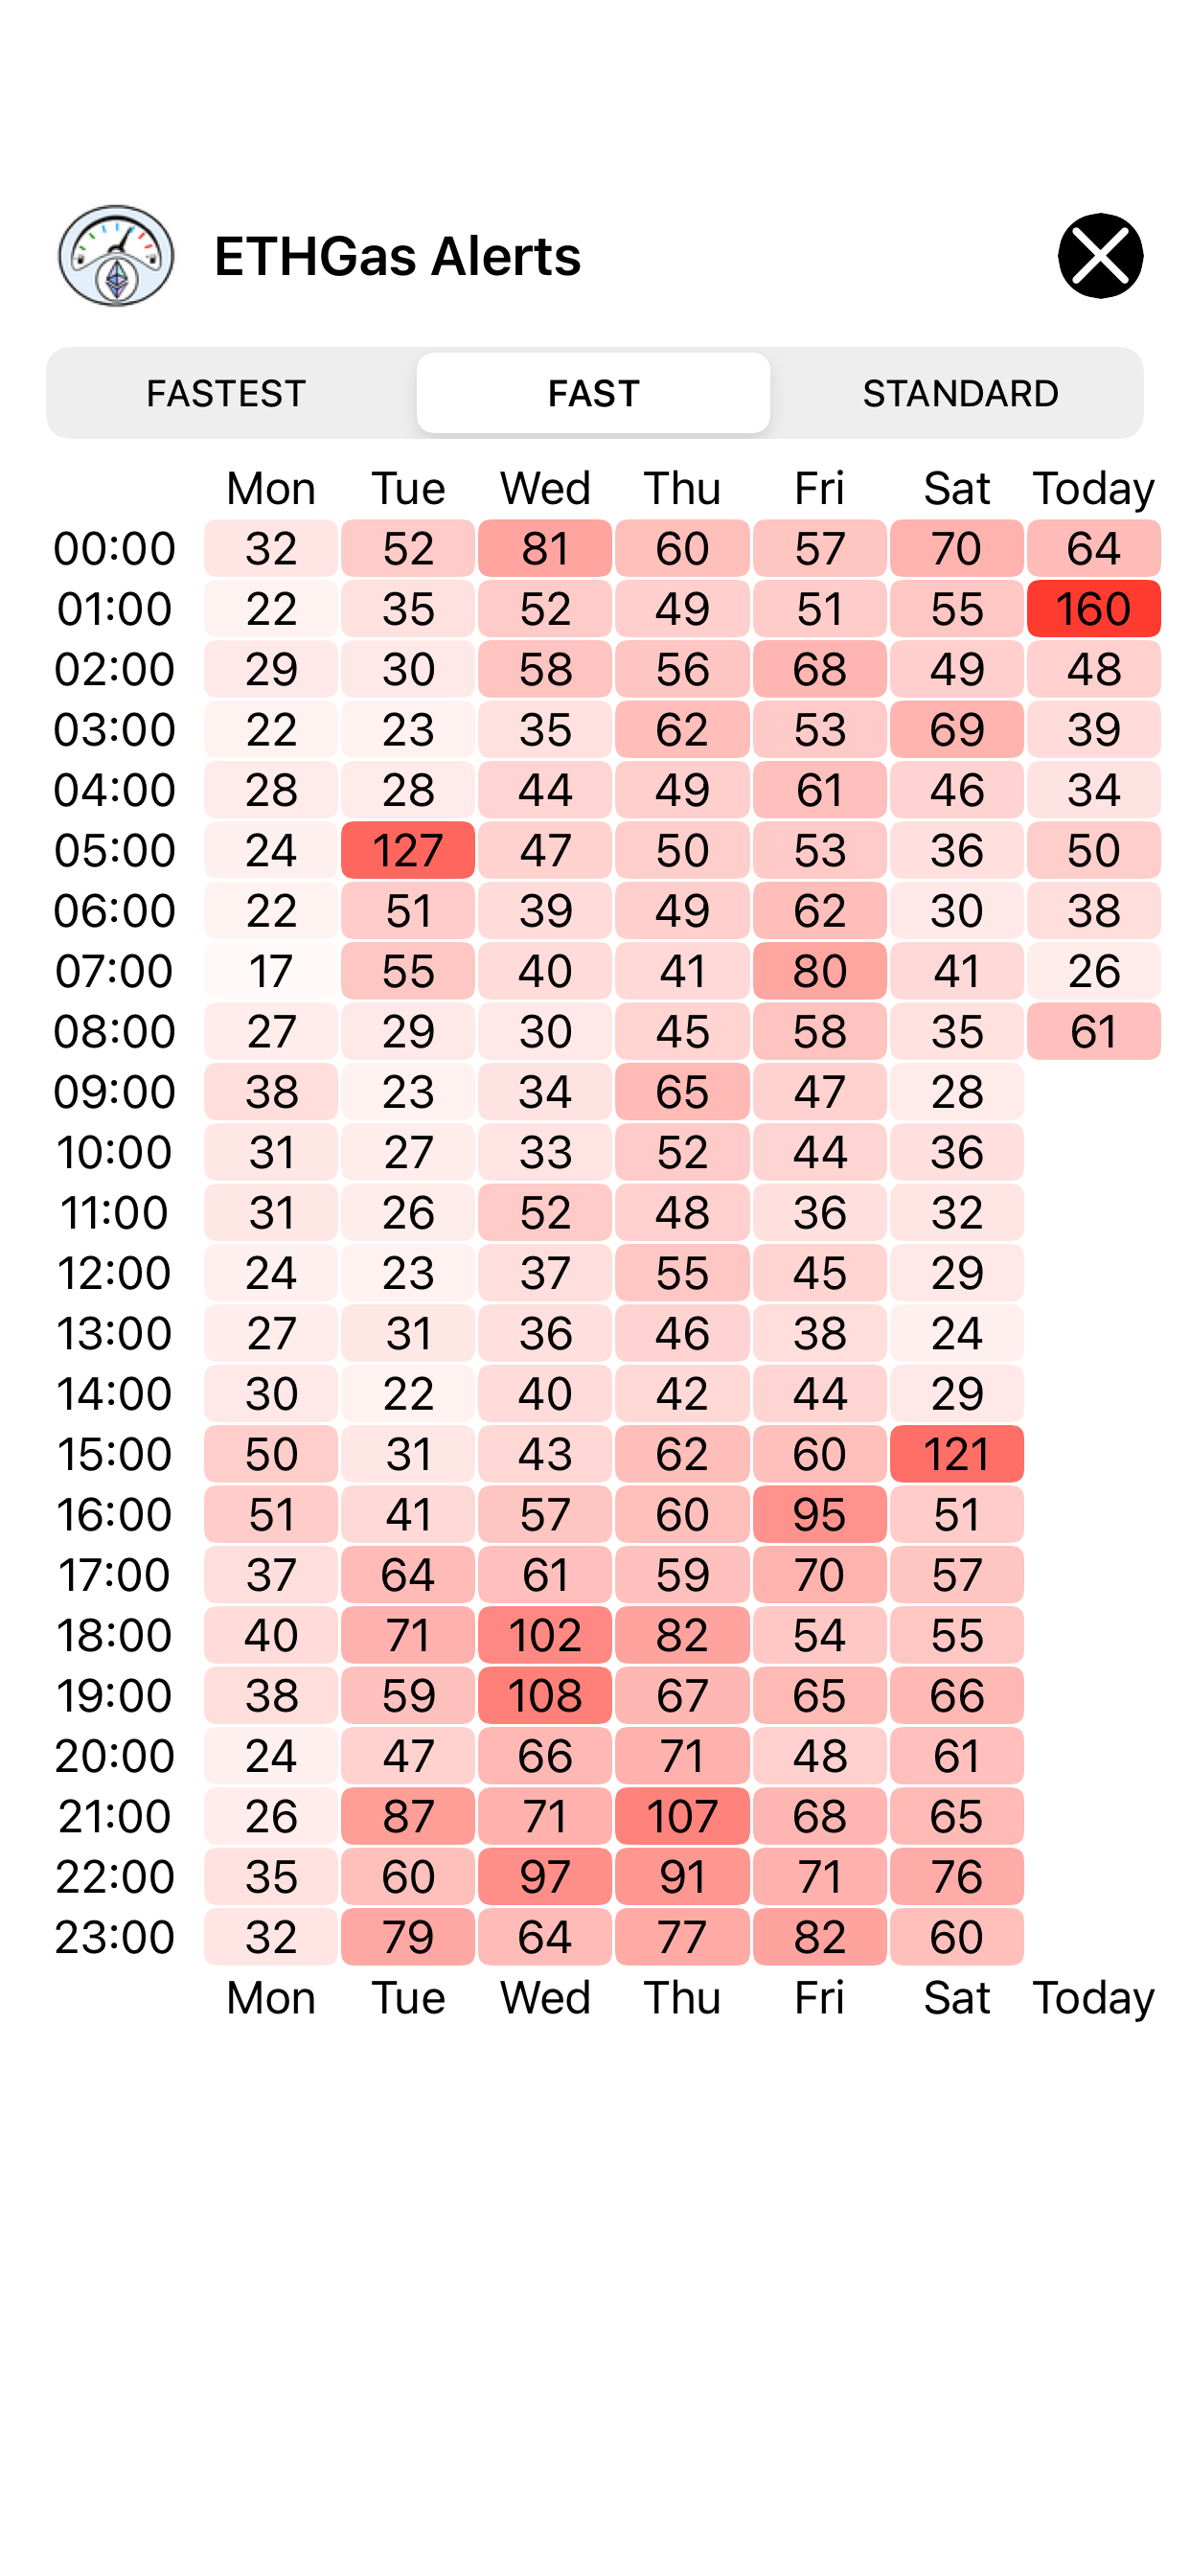 ETHGas Alerts
FASTEST FAST STANDARD
Mon Tue Wed Thu Fri Sat Today
00:00 32 52 81 60 57 70 64
01:00 22 35 52 49 51 55 160
02:00 29 30 58 56 68 49 48
03:00 22 23 35 62 53 69 39
04:00 28 28 44 49 61 46 34
05:00 24 127 47 50 53 36 50
06:00 22 51 39 49 62 30 38
07:00 17 55 40 41 80 41 26
08:00 27 29 30 45 58 35 61
09:00 38 23 34 65 47 28
10:00 31 27 33 52 44 36
11:00 31 26 52 48 36 32
12:00 24 23 37 55 45 29
13:00 27 31 36 46 38 24
14:00 30 22 40 42 44 29
15:00 50 31 43 62 60 121
16:00 51 41 57 60 95 51
17:00 37 64 61 59 70 57
18:00 40 71 102 82 54 55
19:00 38 59 108 67 65 66
20:00 24 47 66 71 48 61
21:00 26 87 71 107 68 65
22:00 35 60 97 91 71 76
23:00 32 79 64 77 82 60
Mon Tue Wed Thu Fri Sat Today